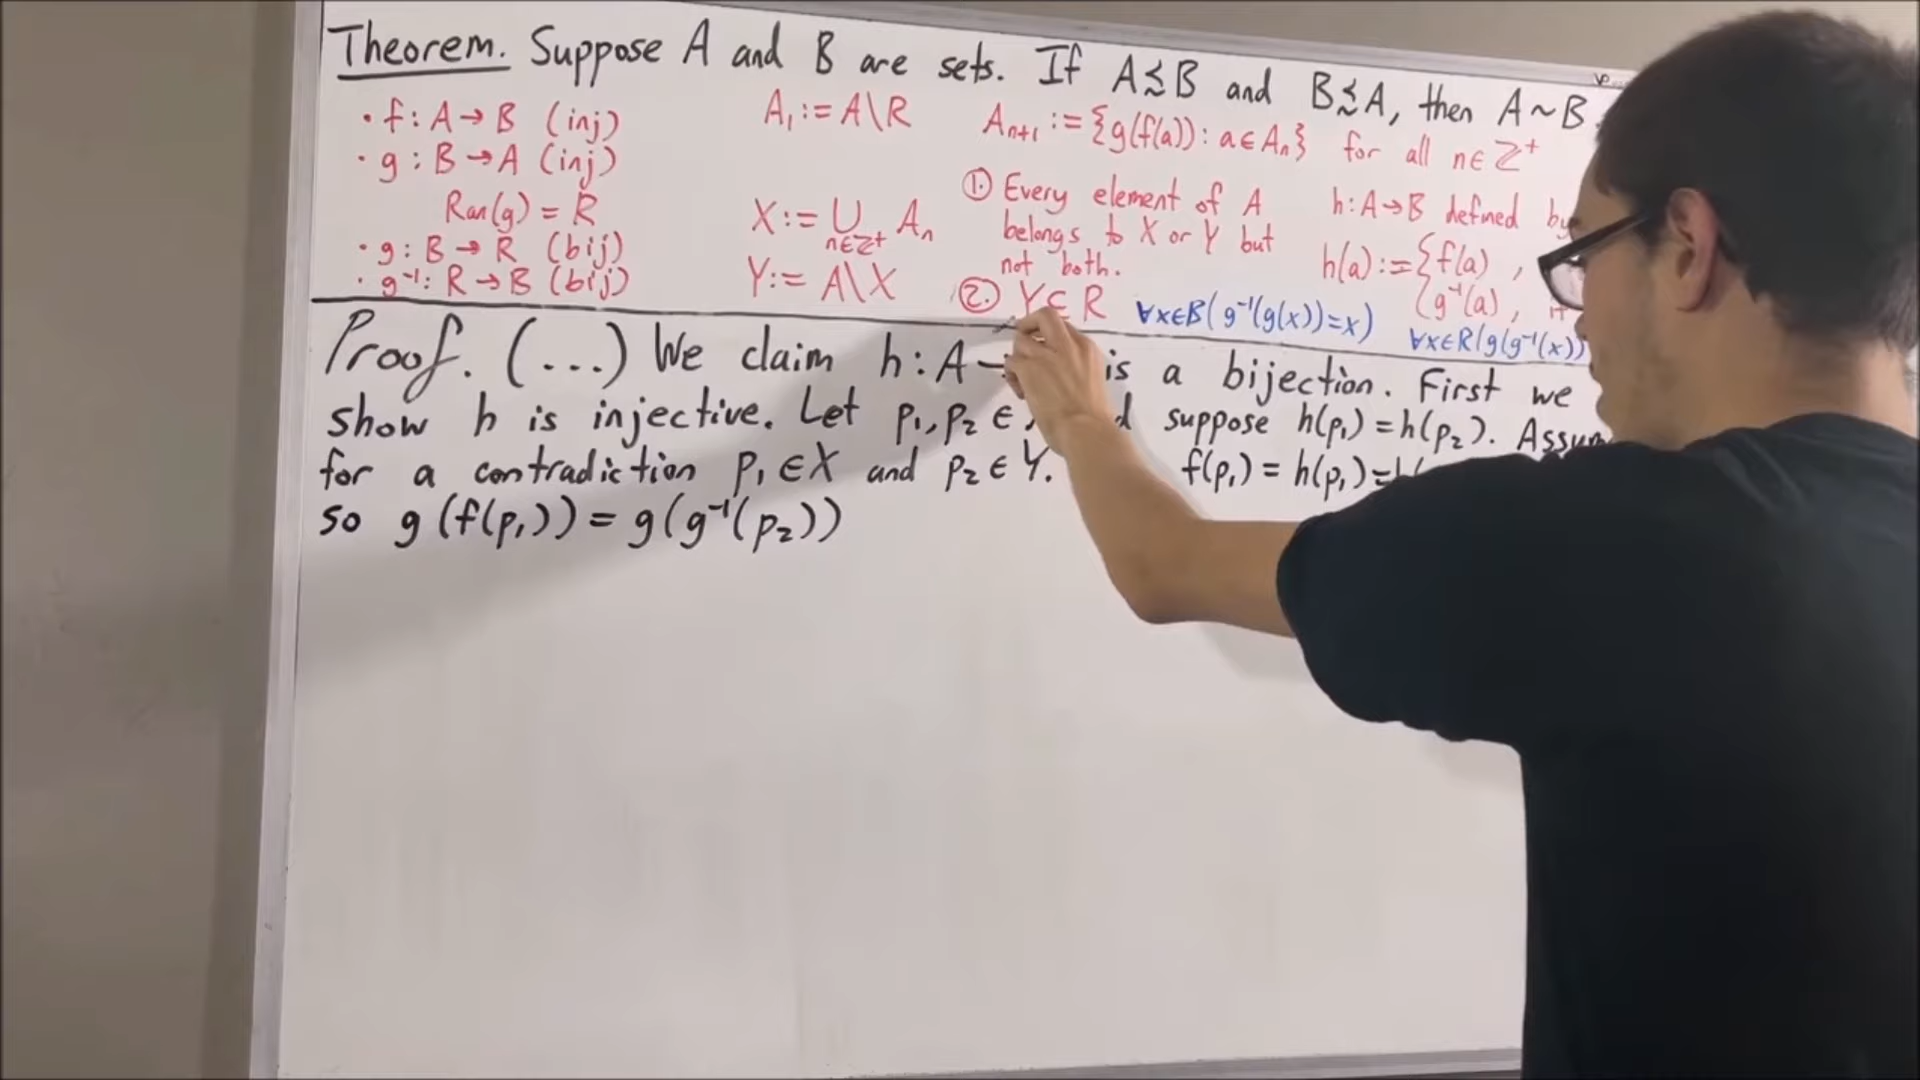 Theorem. Suppose A and B are sets. If A ≲ B and B ≲ A, then A ~ B.
• f : A → B (inj)
• g : B → A (inj)
Ran(g) = R
• g : B → R (bij)
• g⁻¹ : R → B (bij)
A₁ := A\R
Aₙ₊₁ := {g(f(a)) : a ∈ Aₙ} for all n ∈ ℤ⁺
X := ⋃ₙ∈ℤ⁺ Aₙ
Y := A\X
① Every element of A
belongs to X or Y but
not both.
② Y ⊆ R
h : A → B defined by
h(a) := { f(a) ,
g⁻¹(a) , if
∀x∈B(g⁻¹(g(x))=x)
∀x∈R(g(g⁻¹(x))
Proof. (...) We claim h : A → is a bijection. First we
show h is injective. Let p₁, p₂ ∈ suppose h(p₁) = h(p₂).
for a contradiction p₁ ∈ X and p₂ ∈ Y. f(p₁) = h(p₁) =
so g(f(p₁)) = g(g⁻¹(p₂))